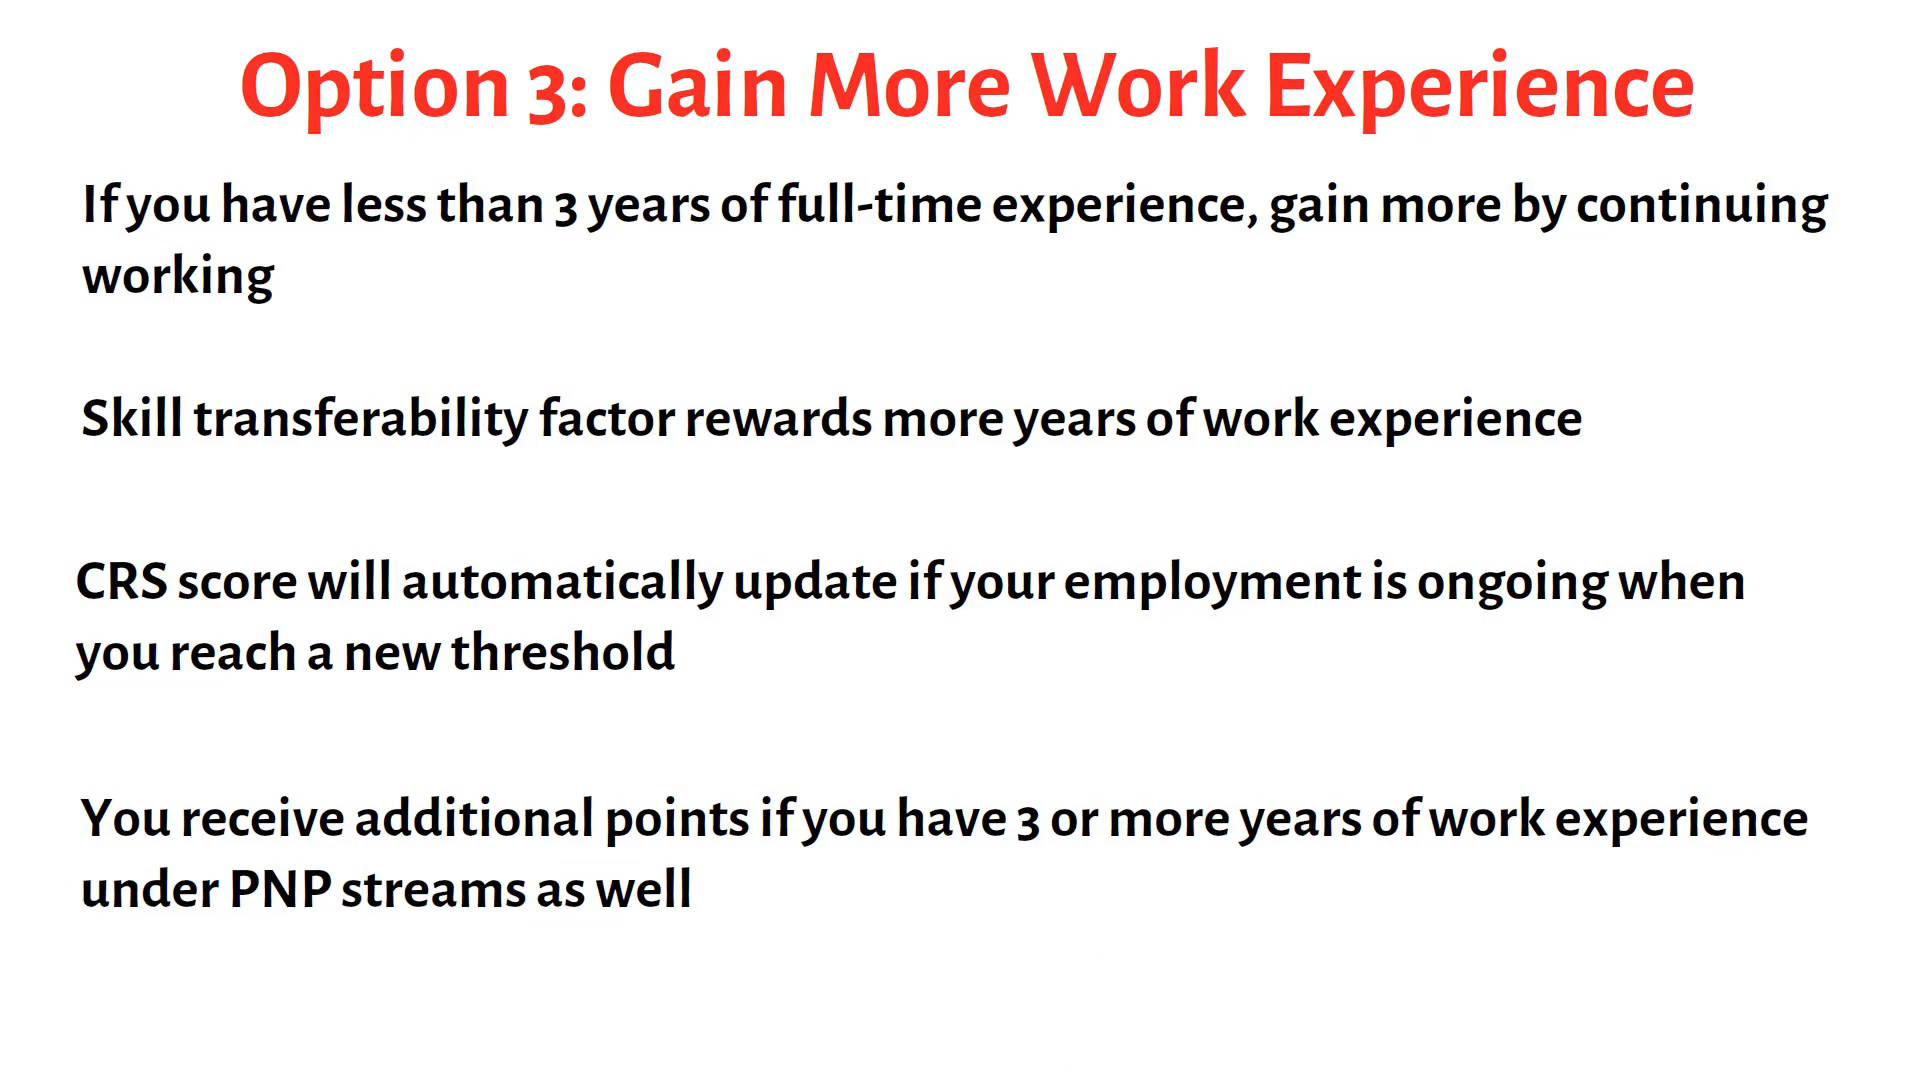 Option 3: Gain More Work Experience
If you have less than 3 years of full-time experience, gain more by continuing
working
Skill transferability factor rewards more years of work experience
CRS score will automatically update if your employment is ongoing when
you reach a new threshold
You receive additional points if you have 3 or more years of work experience
under PNP streams as well